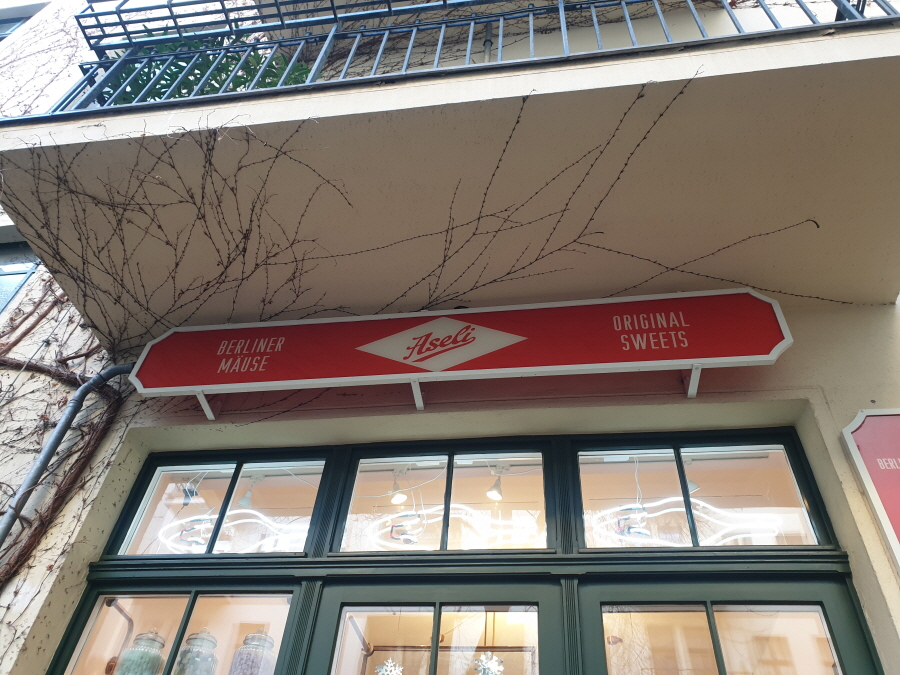 BERLINER
MÄUSE
Aseli
ORIGINAL
SWEETS